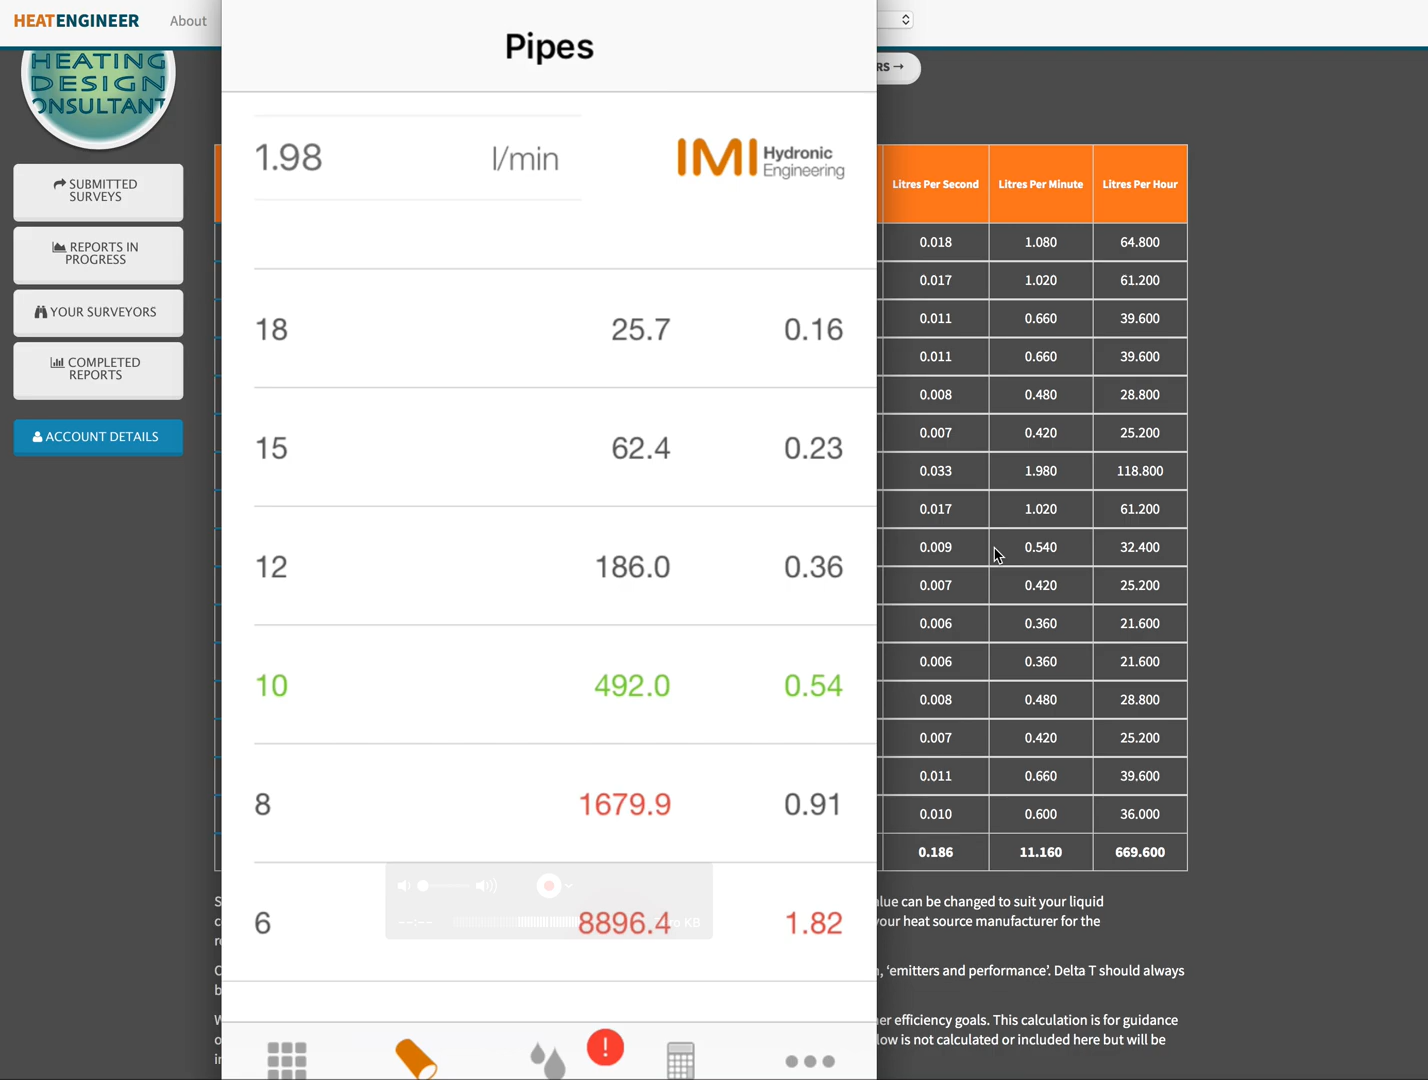 HEATENGINEER
About
Pipes
RS →
HEATING
DESIGN
ONSULTANT
SUBMITTED
SURVEYS
REPORTS IN
PROGRESS
YOUR SURVEYORS
COMPLETED
REPORTS
ACCOUNT DETAILS
1.98 l/min
IMI Hydronic
Engineering
18 25.7 0.16
15 62.4 0.23
12 186.0 0.36
10 492.0 0.54
8 1679.9 0.91
6 8896.4 1.82
--:-- KB
!
Litres Per Second Litres Per Minute Litres Per Hour
0.018 1.080 64.800
0.017 1.020 61.200
0.011 0.660 39.600
0.011 0.660 39.600
0.008 0.480 28.800
0.007 0.420 25.200
0.033 1.980 118.800
0.017 1.020 61.200
0.009 0.540 32.400
0.007 0.420 25.200
0.006 0.360 21.600
0.006 0.360 21.600
0.008 0.480 28.800
0.007 0.420 25.200
0.011 0.660 39.600
0.010 0.600 36.000
0.186 11.160 669.600
S lue can be changed to suit your liquid
c our heat source manufacturer for the
r
C , ‘emitters and performance’. Delta T should always
b
W er efficiency goals. This calculation is for guidance
o low is not calculated or included here but will be
i